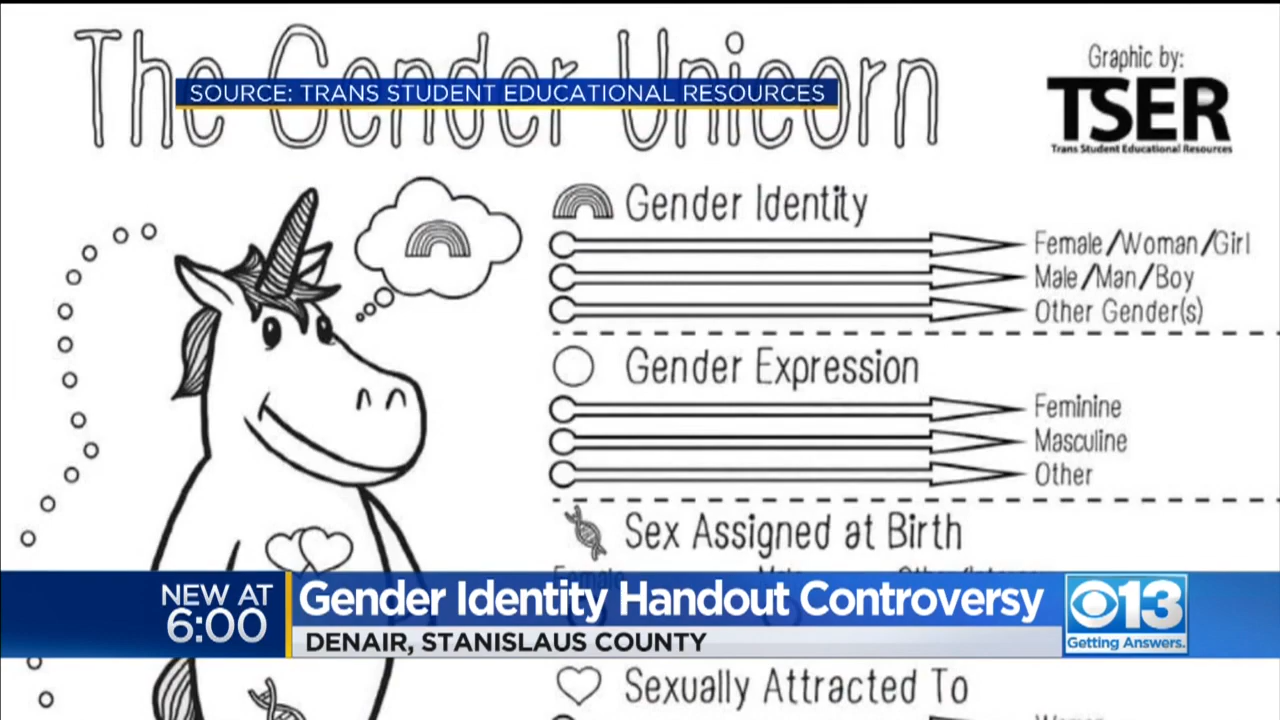 The Gender Unicorn
SOURCE: TRANS STUDENT EDUCATIONAL RESOURCES
Graphic by:
TSER
Trans Student Educational Resources
Gender Identity
Female/Woman/Girl
Male/Man/Boy
Other Gender(s)
Gender Expression
Feminine
Masculine
Other
Sex Assigned at Birth
NEW AT
6:00
Gender Identity Handout Controversy
DENAIR, STANISLAUS COUNTY
13
Getting Answers.
Sexually Attracted To